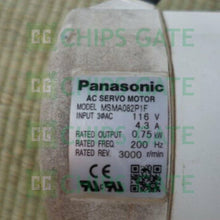 CHIPS GATE
Panasonic
AC SERVO MOTOR
MODEL MSMA082P1F
INPUT 3ØAC 116 V
4.3 A
RATED OUTPUT 0.75 kW
RATED FREQ. 200 Hz
RATED REV. 3000 r/min